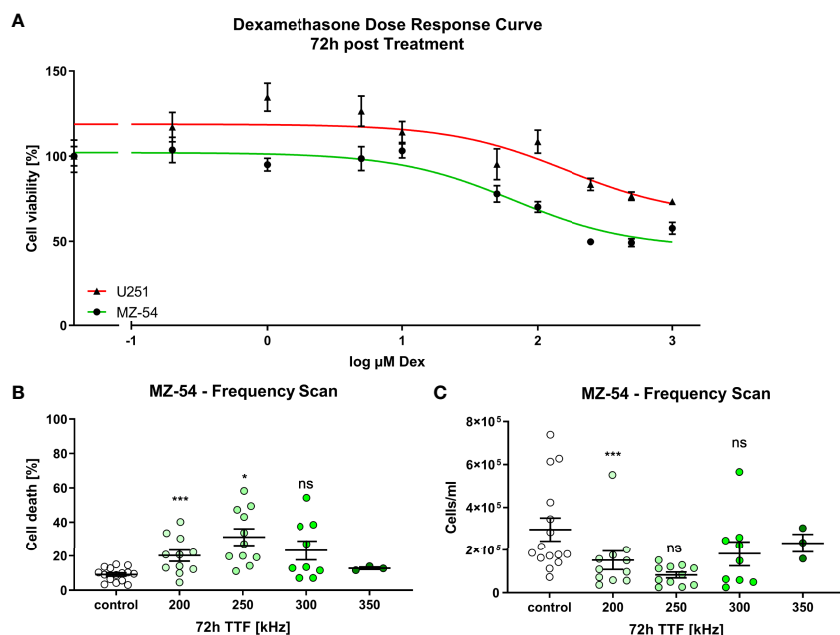 A
Dexamethasone Dose Response Curve
72h post Treatment
Cell viability [%]
150
100
50
0
U251
MZ-54
-1
0
1
2
3
log µM Dex
B
MZ-54 - Frequency Scan
Cell death [%]
100
80
60
40
20
0
***
*
ns
control
200
250
300
350
72h TTF [kHz]
C
MZ-54 - Frequency Scan
Cells/ml
8×10⁵
6×10⁵
4×10⁵
2×10⁵
0
***
ns
ns
control
200
250
300
350
72h TTF [kHz]